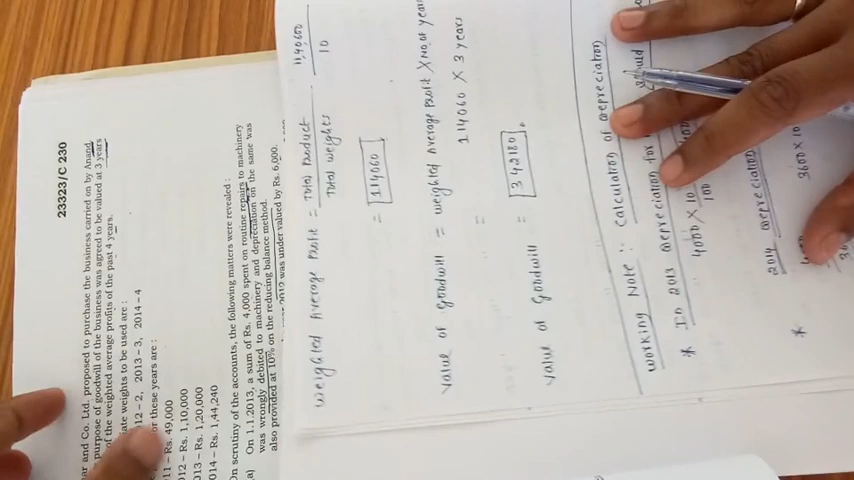 23323/C 230
ar and Co. Ltd. proposed to purchase the business carried on by Anand
purpose of goodwill of the business was agreed to be valued at 3 years
of the weighted average profits of the past 4 years.
ate weights to be used are :
12-2, 2013-3, 2014-4
or these years are :
11 – Rs. 49,000
12 – Rs. 1,10,000
13 – Rs. 1,20,000
14 – Rs. 1,44,240
On scrutiny of the accounts, the following matters were revealed :
a) On 1.1.2013, a sum of Rs. 4,000 spent on routine repairs to machinery
was wrongly debited to machinery and depreciation on the same was
also provided at 10% on the reducing balance method.
2012 was under valued by Rs. 6,000.
Weighted Average Profit = Total Product / Total weights 1140600 / 10
= 114060
Value of Goodwill = Weighted Average Profit X No of years
= 114060 X 3 years
Value of Goodwill = 342180
Working Note : Calculation of Depreciation
* In 2013 Depreciation for
4000 X 10 / 100
2014 Depreciation
* 3600 X 10